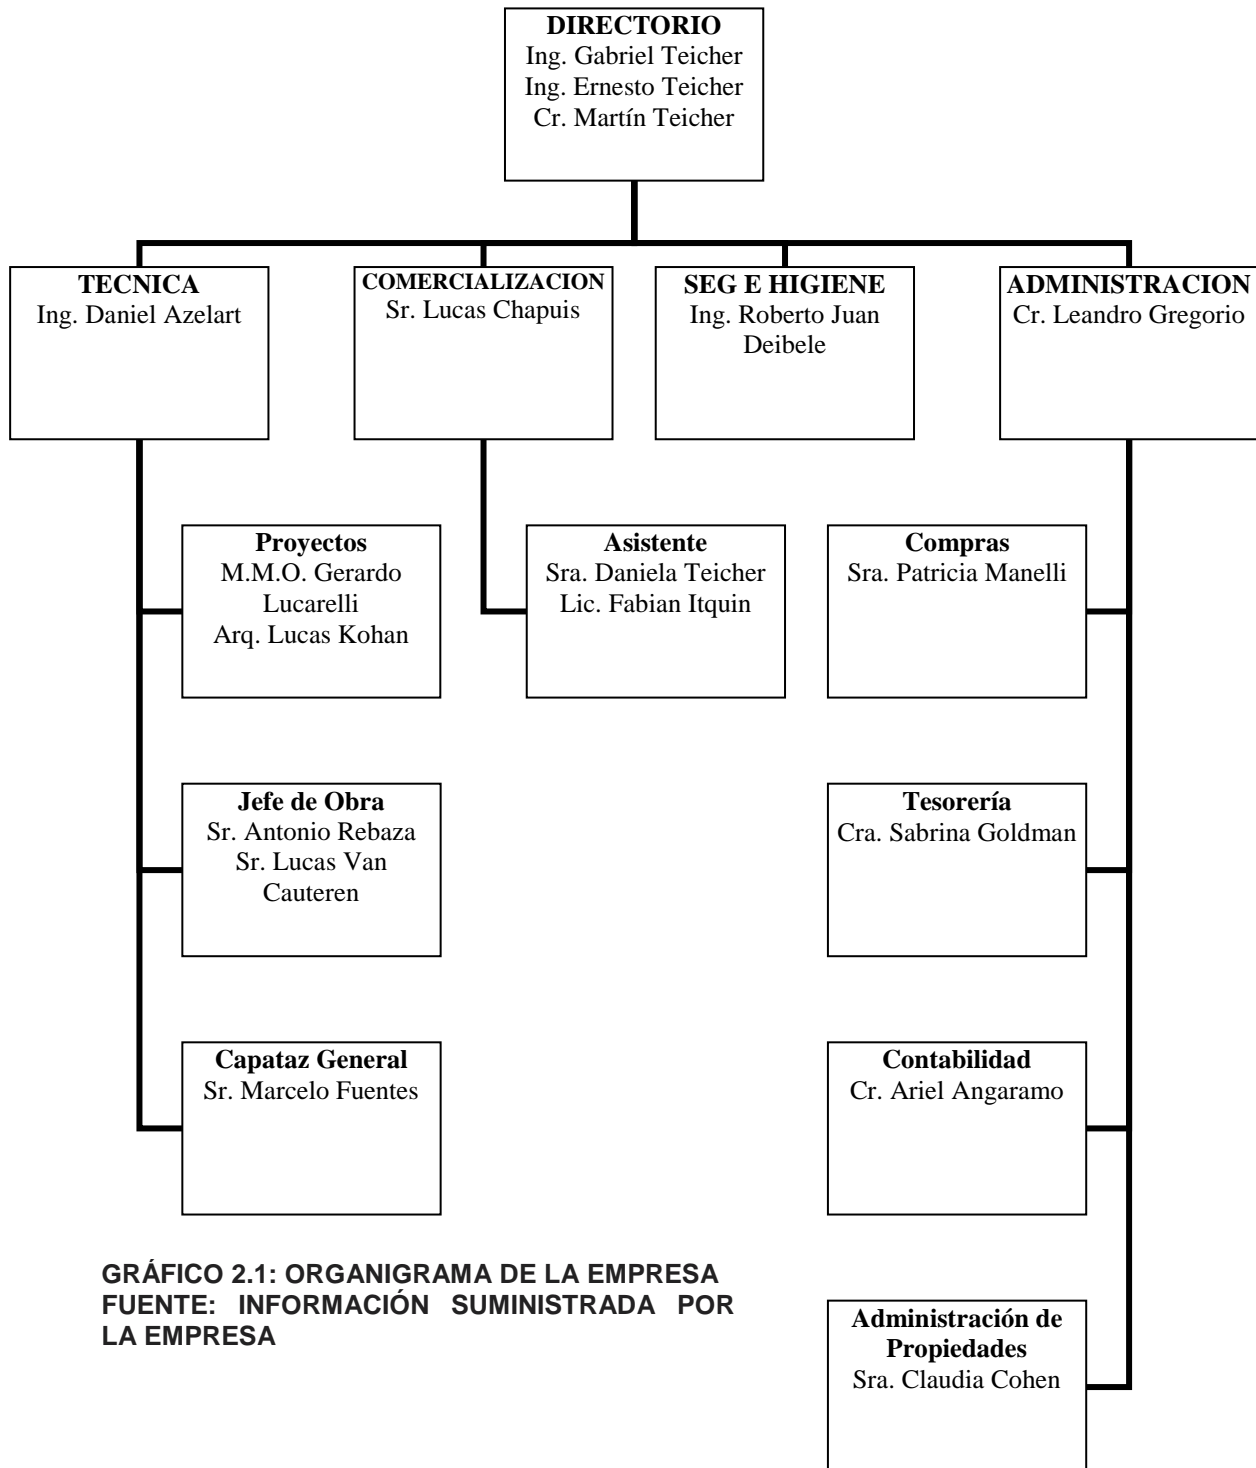 DIRECTORIO
Ing. Gabriel Teicher
Ing. Ernesto Teicher
Cr. Martín Teicher
TECNICA
Ing. Daniel Azelart
COMERCIALIZACION
Sr. Lucas Chapuis
SEG E HIGIENE
Ing. Roberto Juan
Deibele
ADMINISTRACION
Cr. Leandro Gregorio
Proyectos
M.M.O. Gerardo
Lucarelli
Arq. Lucas Kohan
Asistente
Sra. Daniela Teicher
Lic. Fabian Itquin
Compras
Sra. Patricia Manelli
Jefe de Obra
Sr. Antonio Rebaza
Sr. Lucas Van
Cauteren
Tesorería
Cra. Sabrina Goldman
Capataz General
Sr. Marcelo Fuentes
Contabilidad
Cr. Ariel Angaramo
GRÁFICO 2.1: ORGANIGRAMA DE LA EMPRESA
FUENTE: INFORMACIÓN SUMINISTRADA POR
LA EMPRESA
Administración de
Propiedades
Sra. Claudia Cohen